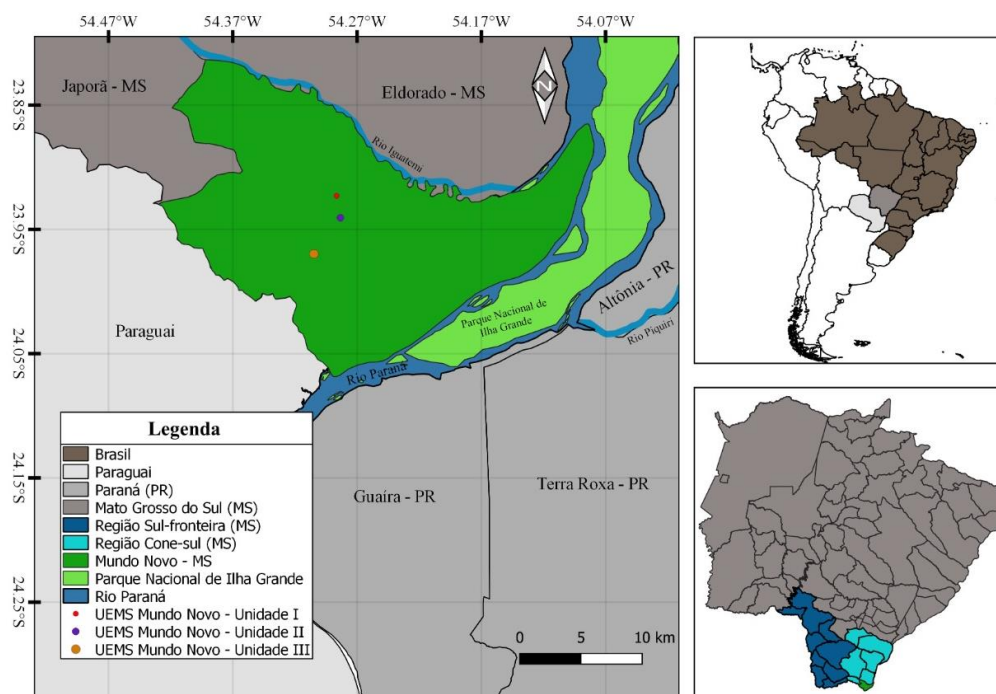 54.47°W
54.37°W
54.27°W
54.17°W
54.07°W
23.85°S
23.95°S
24.05°S
24.15°S
24.25°S
Japorã - MS
Eldorado - MS
N
Rio Iguatemi
Altônia - PR
Parque Nacional de
Ilha Grande
Rio Piquiri
Paraguai
Rio Paraná
Guaíra - PR
Terra Roxa - PR
Legenda
Brasil
Paraguai
Paraná (PR)
Mato Grosso do Sul (MS)
Região Sul-fronteira (MS)
Região Cone-sul (MS)
Mundo Novo - MS
Parque Nacional de Ilha Grande
Rio Paraná
UEMS Mundo Novo - Unidade I
UEMS Mundo Novo - Unidade II
UEMS Mundo Novo - Unidade III
0 5 10 km